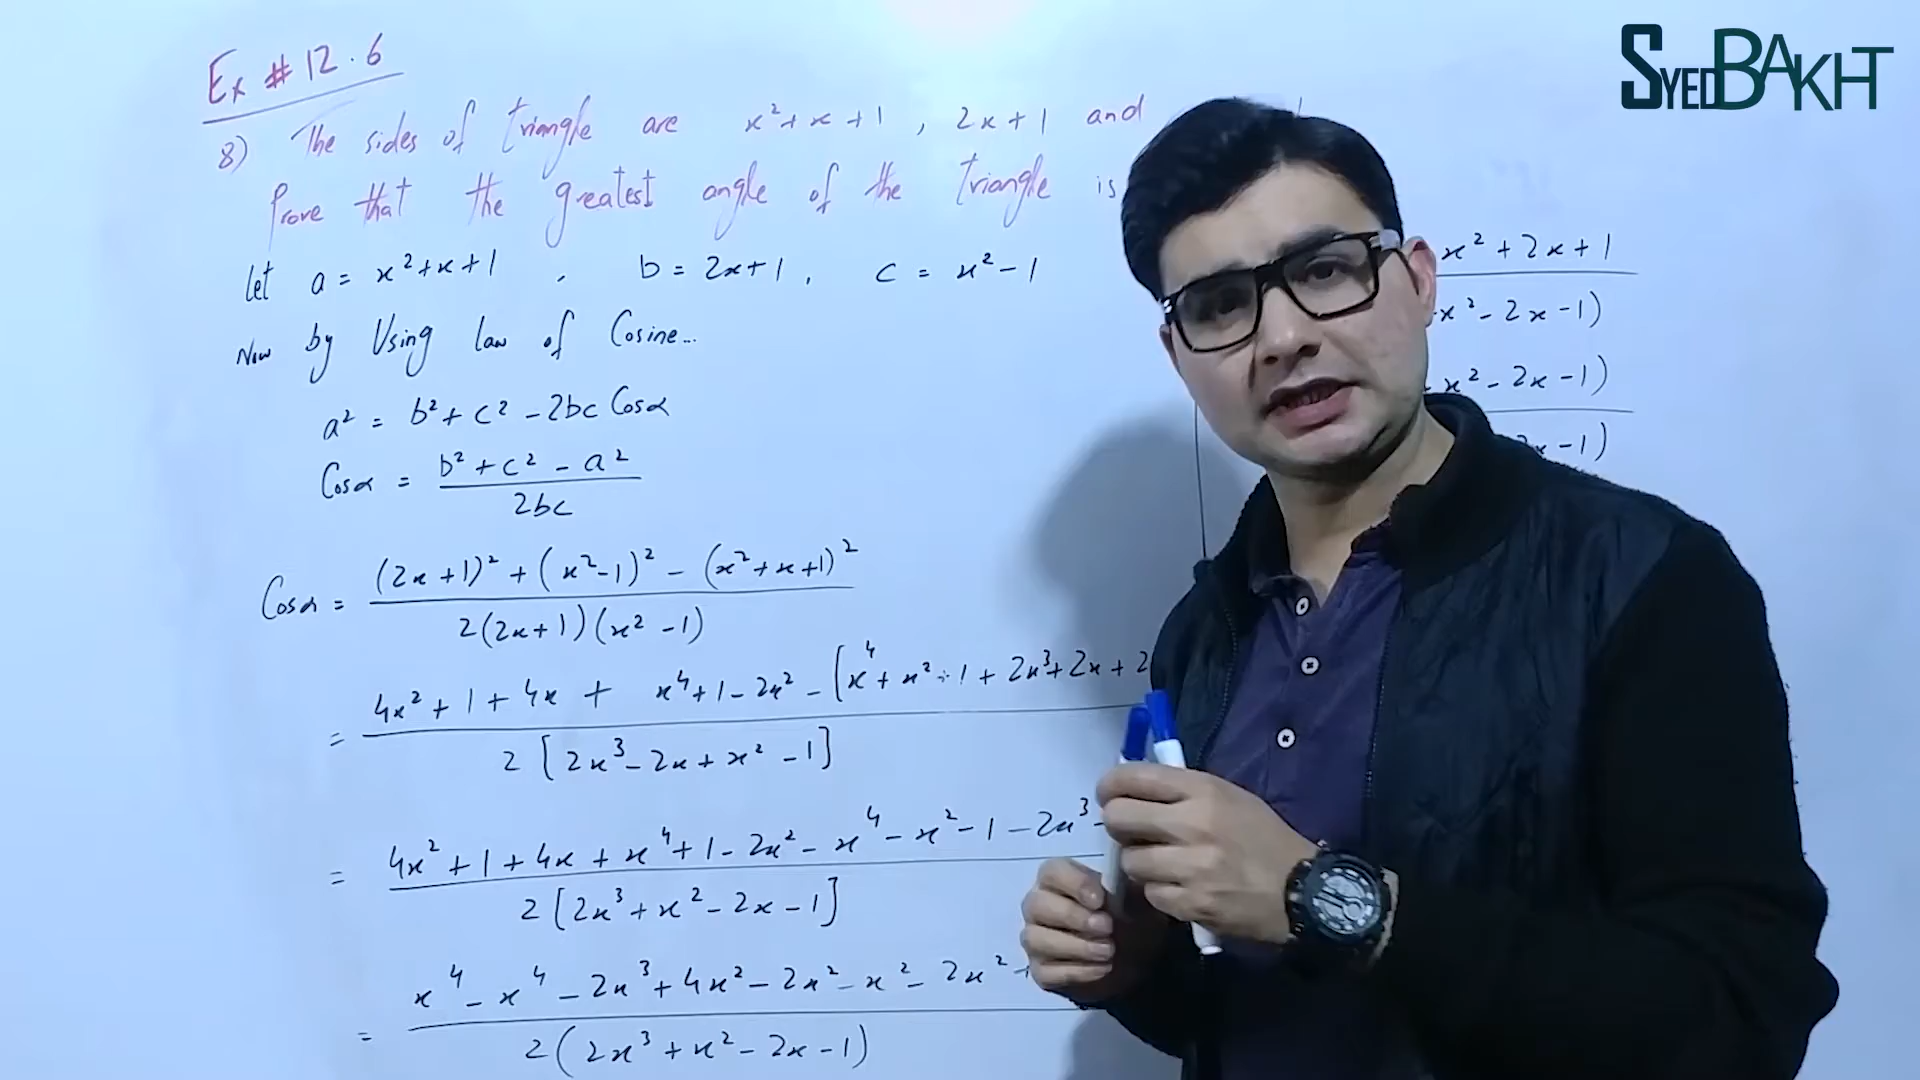 SYEDBAKHT
Ex # 12.6
8) The sides of triangle are x²+x+1, 2x+1 and
Prove that the greatest angle of the triangle is
let a = x²+x+1, b = 2x+1, c = x²-1
Now by Using law of Cosine...
a² = b²+c²-2bc Cosα
Cosα = b²+c²-a²
2bc
Cosα = (2x+1)²+(x²-1)²-(x²+x+1)²
2(2x+1)(x²-1)
= 4x²+1+4x+ x⁴+1-2x²-[x⁴+x²+1+2x³+2x+2
2[2x³-2x+x²-1]
= 4x²+1+4x+x⁴+1-2x²-x⁴-x²-1-2x³-
2[2x³+x²-2x-1]
= x⁴-x⁴-2x³+4x²-2x²-x²-2x²+
2(2x³+x²-2x-1)
x²+2x+1
x²-2x-1)
x²-2x-1)
x-1)